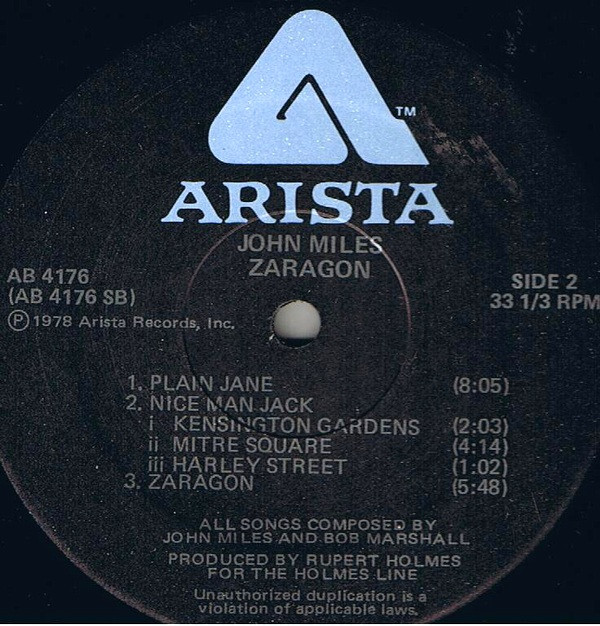 TM
ARISTA
JOHN MILES
ZARAGON
AB 4176
(AB 4176 SB)
Ⓟ 1978 Arista Records, Inc.
SIDE 2
33 1/3 RPM
1. PLAIN JANE (8:05)
2. NICE MAN JACK
i KENSINGTON GARDENS (2:03)
ii MITRE SQUARE (4:14)
iii HARLEY STREET (1:02)
3. ZARAGON (5:48)
ALL SONGS COMPOSED BY
JOHN MILES AND BOB MARSHALL
PRODUCED BY RUPERT HOLMES
FOR THE HOLMES LINE
Unauthorized duplication is a
violation of applicable laws.